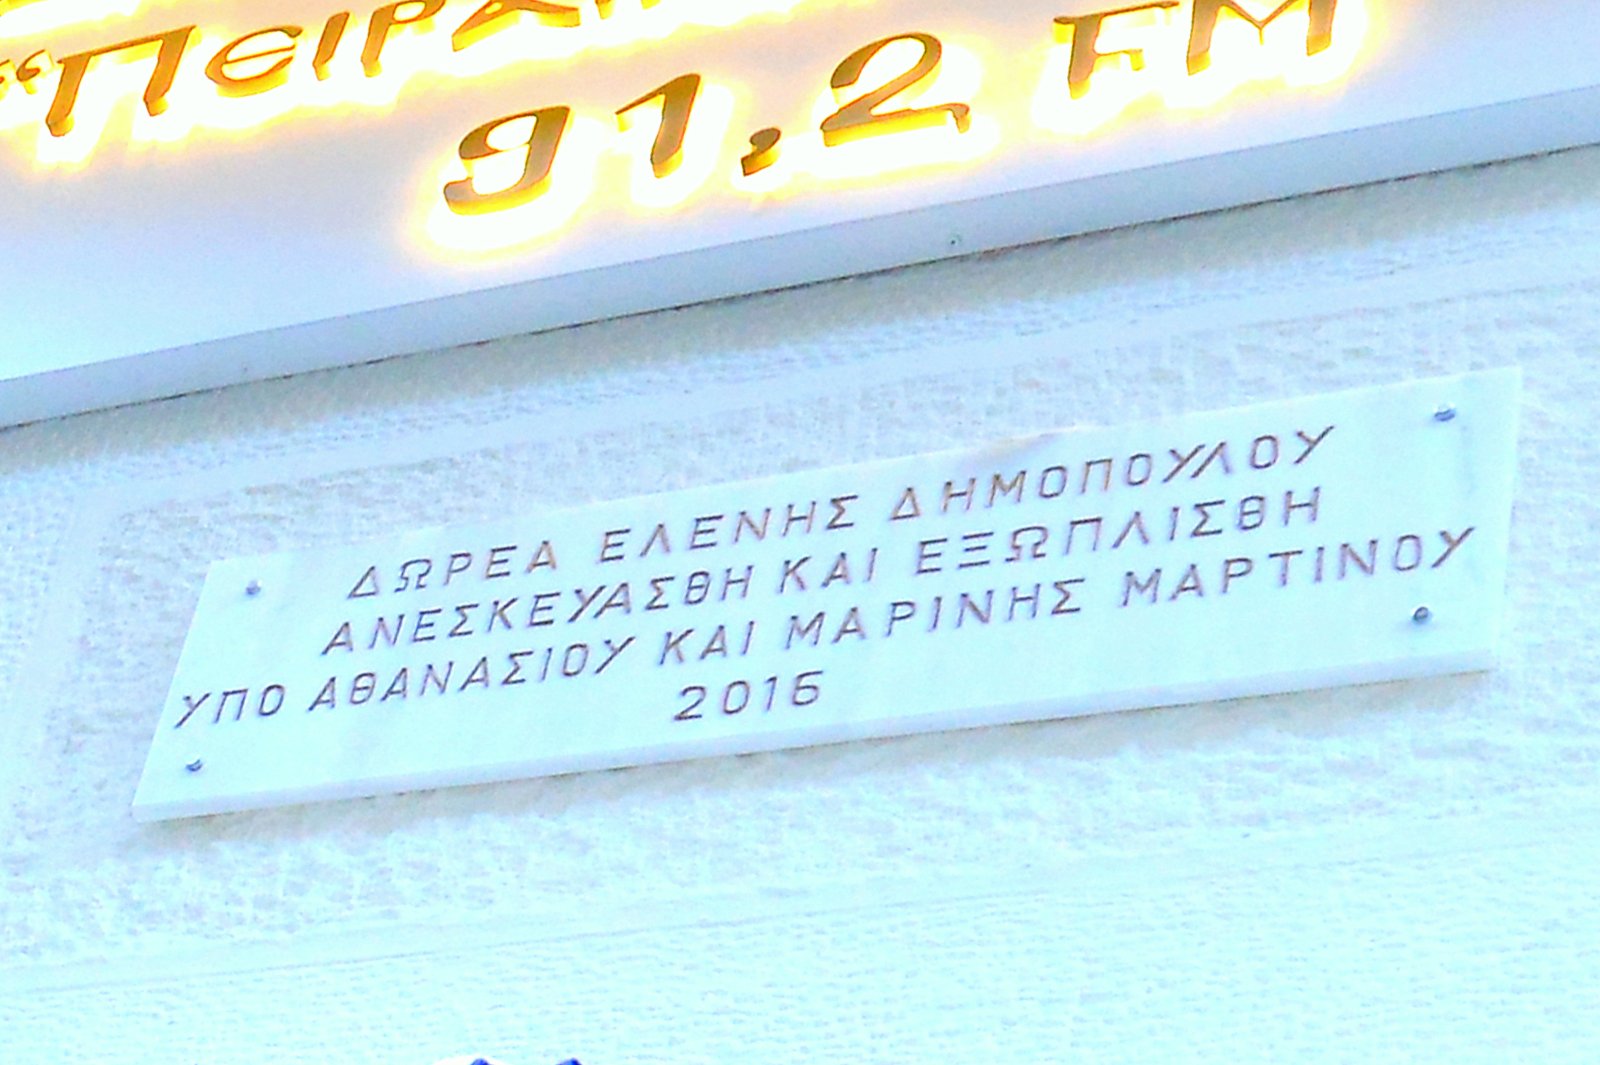 91,2 FM
ΔΩΡΕΑ ΕΛΕΝΗΣ ΔΗΜΟΠΟΥΛΟΥ
ΑΝΕΣΚΕΥΑΣΘΗ ΚΑΙ ΕΞΩΠΛΙΣΘΗ
ΥΠΟ ΑΘΑΝΑΣΙΟΥ ΚΑΙ ΜΑΡΙΝΗΣ ΜΑΡΤΙΝΟΥ
2016